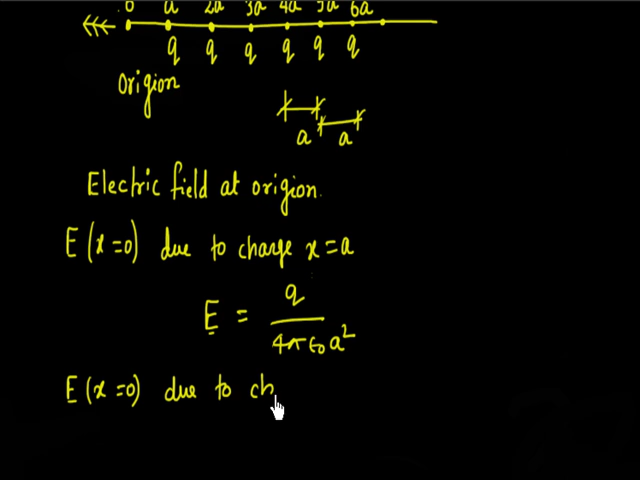 0 a 2a 3a 4a 5a 6a
q q q q q q
Origion
a a
Electric field at origion.
E(x=0) due to charge x=a
E = q / 4πε₀a²
E(x=0) due to ch